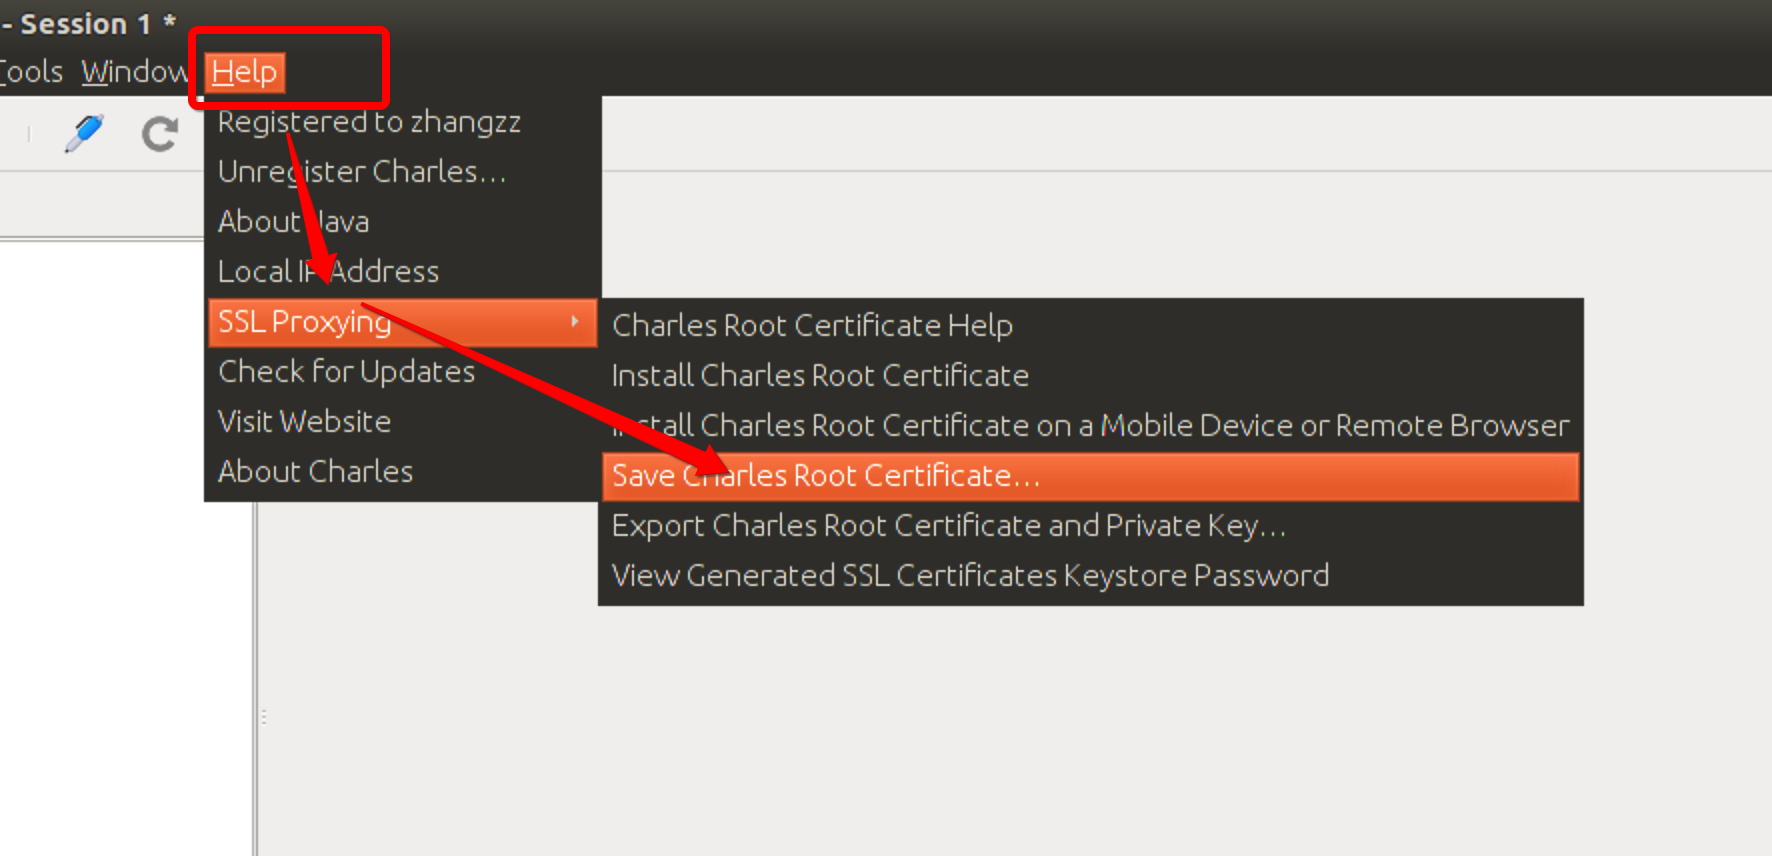 - Session 1 *
Tools Window Help
Registered to zhangzz
Unregister Charles...
About Java
Local IP Address
SSL Proxying
Check for Updates
Visit Website
About Charles
Charles Root Certificate Help
Install Charles Root Certificate
Install Charles Root Certificate on a Mobile Device or Remote Browser
Save Charles Root Certificate...
Export Charles Root Certificate and Private Key...
View Generated SSL Certificates Keystore Password